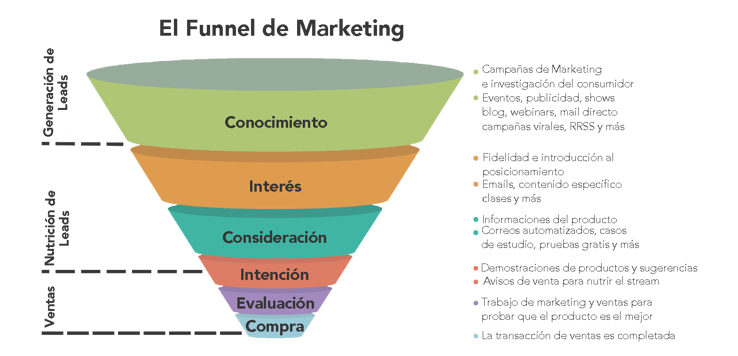 El Funnel de Marketing
Generación de
Leads
Nutrición de
Leads
Ventas
Conocimiento
Interés
Consideración
Intención
Evaluación
Compra
Campañas de Marketing
e investigación del consumidor
Eventos, publicidad, shows
blog, webinars, mail directo
campañas virales, RRSS y más
Fidelidad e introducción al
posicionamiento
Emails, contenido específico
clases y más
Informaciones del producto
Correos automatizados, casos
de estudio, pruebas gratis y más
Demostraciones de productos y sugerencias
Avisos de venta para nutrir el stream
Trabajo de marketing y ventas para
probar que el producto es el mejor
La transacción de ventas es completada